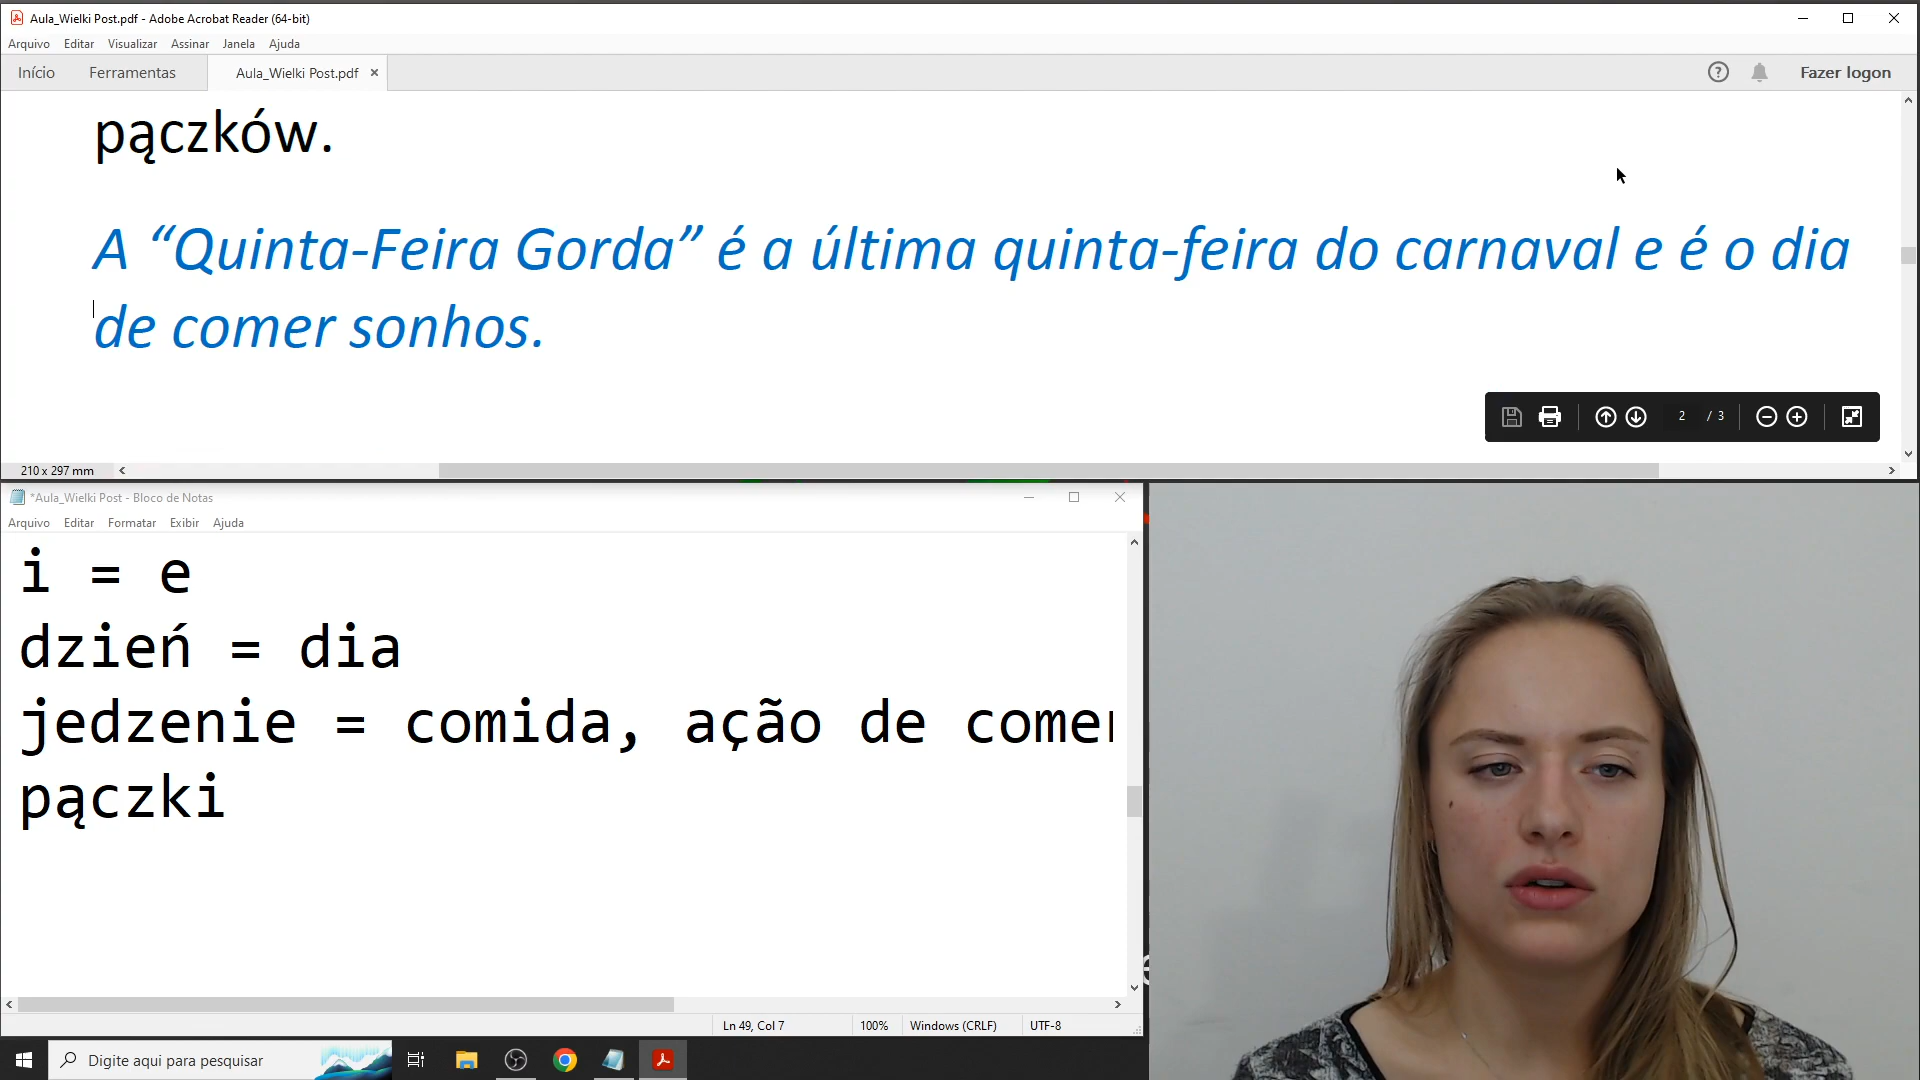 Aula_Wielki Post.pdf - Adobe Acrobat Reader (64-bit)
Arquivo Editar Visualizar Assinar Janela Ajuda
Início Ferramentas Aula_Wielki Post.pdf × Fazer logon
pączków.
A “Quinta-Feira Gorda” é a última quinta-feira do carnaval e é o dia
de comer sonhos.
2 / 3
210 x 297 mm
*Aula_Wielki Post - Bloco de Notas
Arquivo Editar Formatar Exibir Ajuda
i = e
dzień = dia
jedzenie = comida, ação de comer
pączki
Ln 49, Col 7 100% Windows (CRLF) UTF-8
Digite aqui para pesquisar